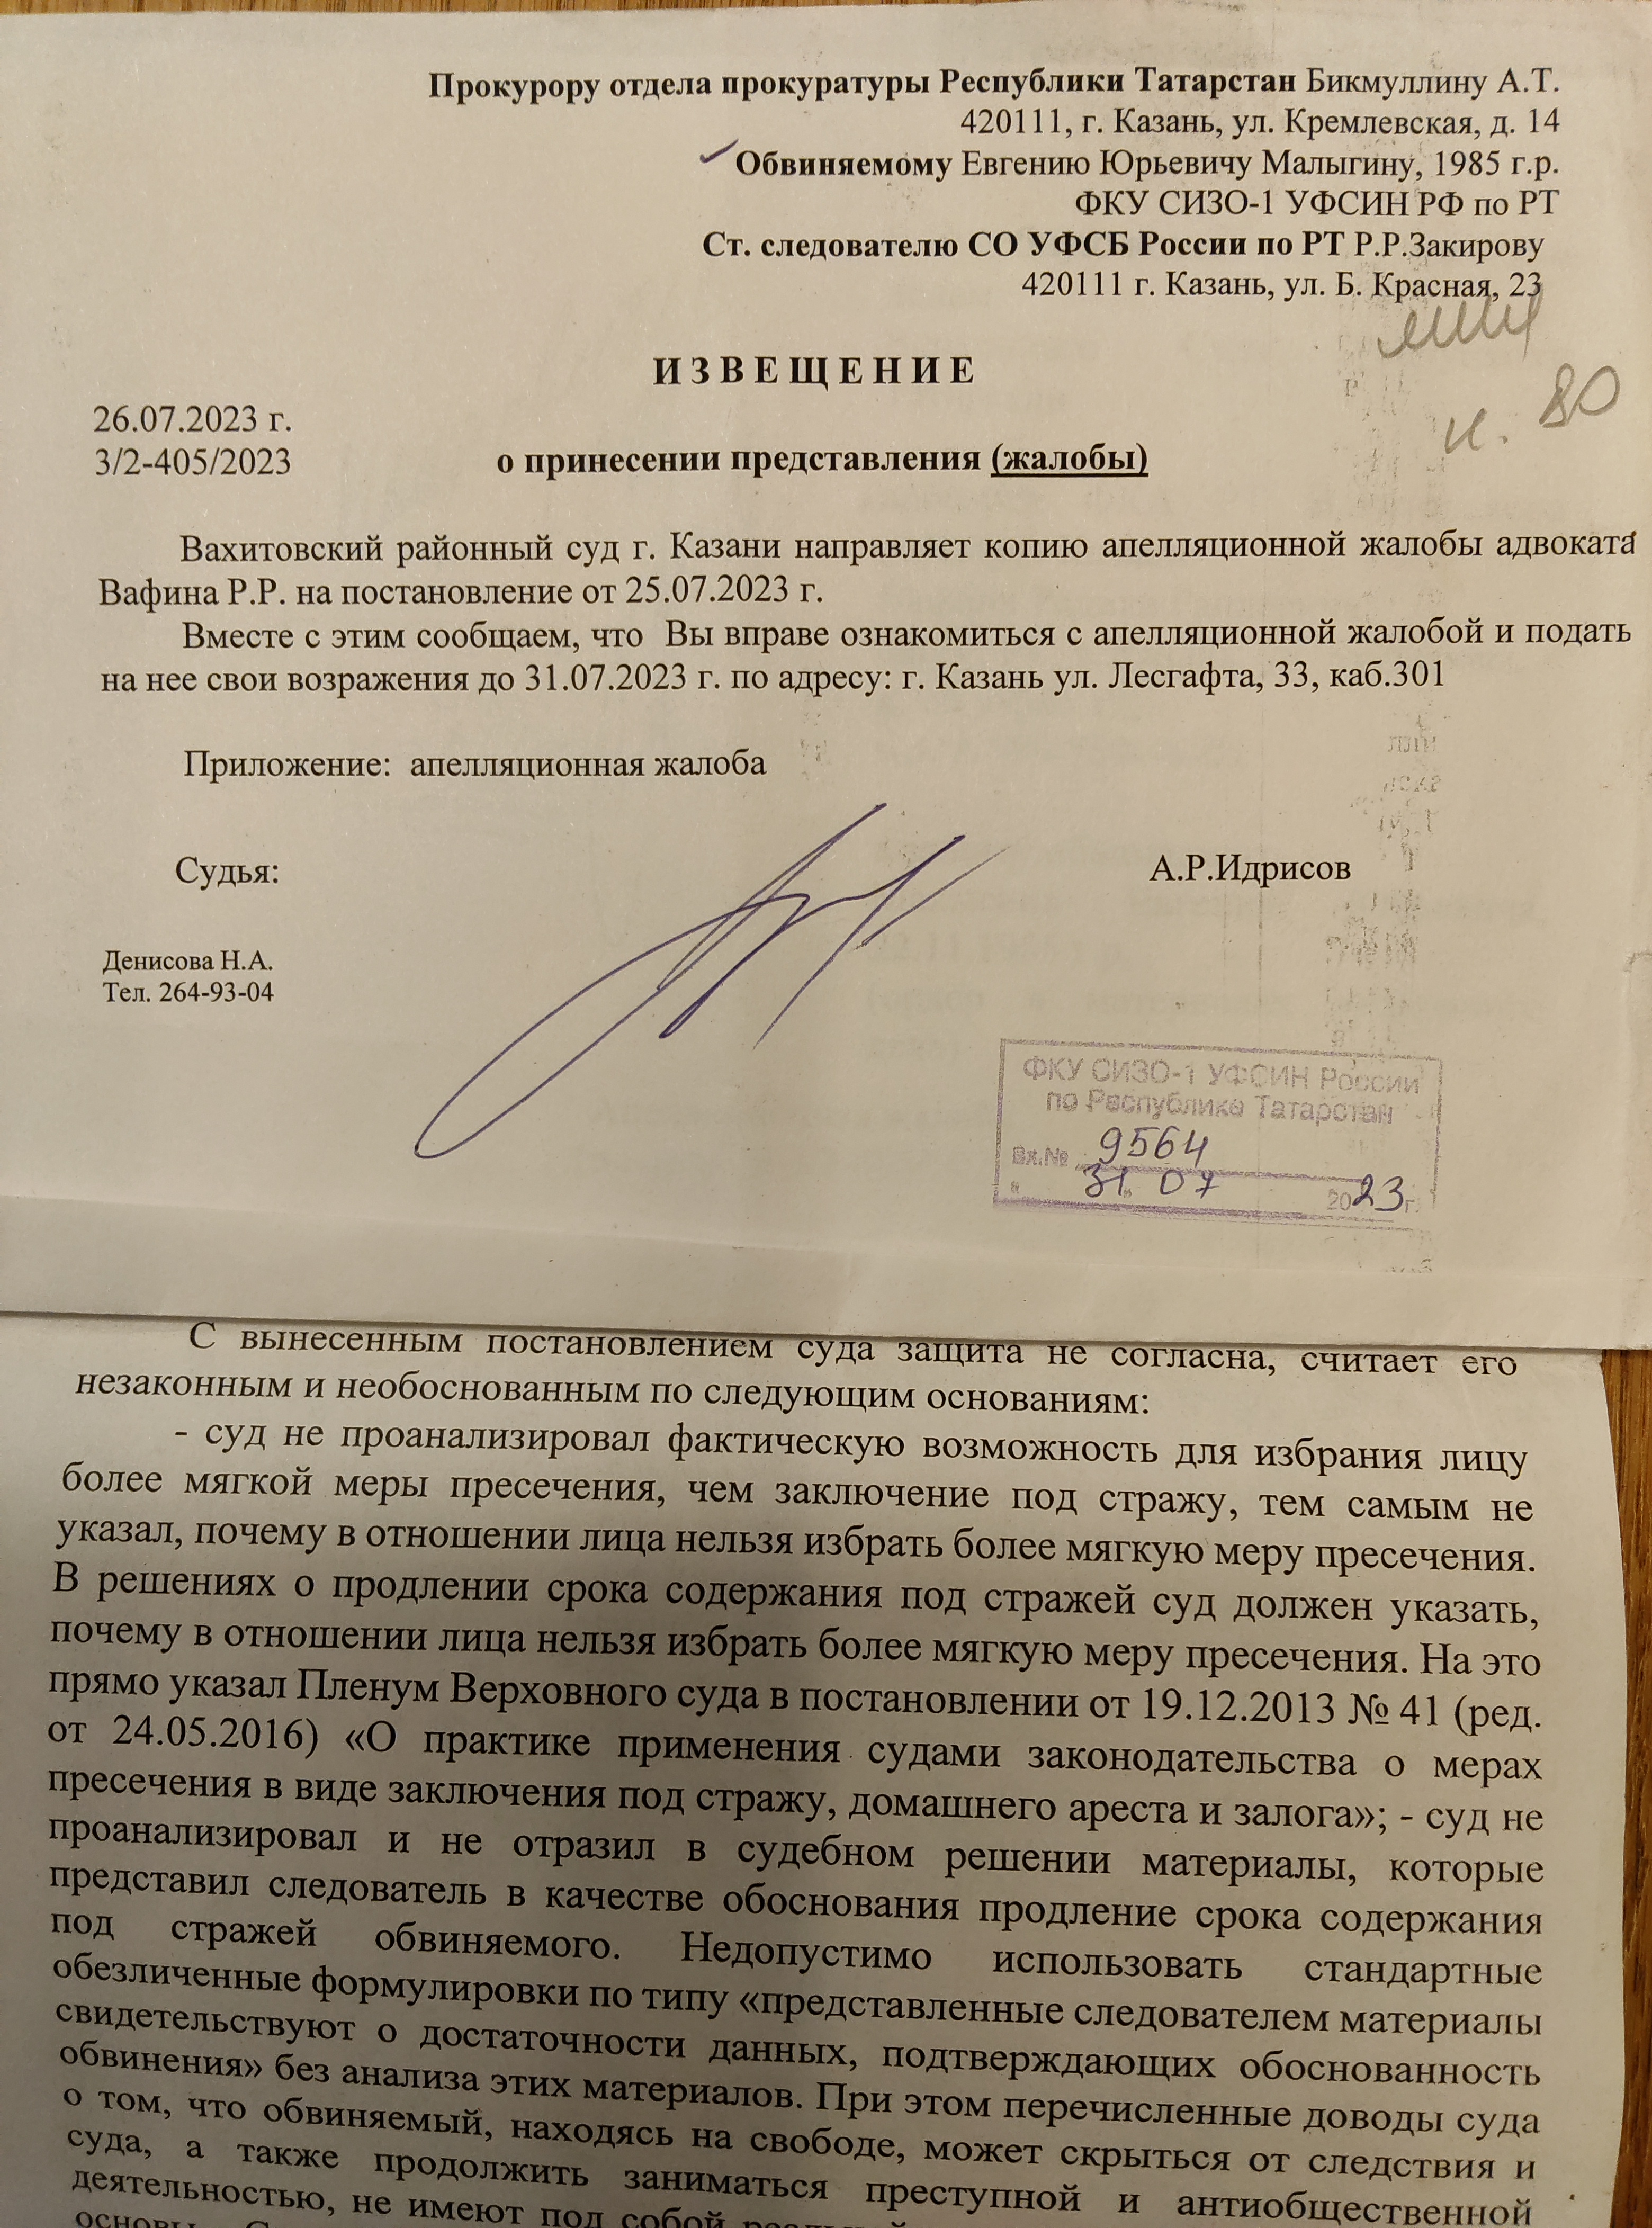 Прокурору отдела прокуратуры Республики Татарстан Бикмуллину А.Т.
420111, г. Казань, ул. Кремлевская, д. 14
Обвиняемому Евгению Юрьевичу Малыгину, 1985 г.р.
ФКУ СИЗО-1 УФСИН РФ по РТ
Ст. следователю СО УФСБ России по РТ Р.Р.Закирову
420111 г. Казань, ул. Б. Красная, 23
к. 80
И З В Е Щ Е Н И Е
26.07.2023 г.
3/2-405/2023 о принесении представления (жалобы)
Вахитовский районный суд г. Казани направляет копию апелляционной жалобы адвоката
Вафина Р.Р. на постановление от 25.07.2023 г.
Вместе с этим сообщаем, что Вы вправе ознакомиться с апелляционной жалобой и подать
на нее свои возражения до 31.07.2023 г. по адресу: г. Казань ул. Лесгафта, 33, каб.301
Приложение: апелляционная жалоба
Судья: А.Р.Идрисов
Денисова Н.А.
Тел. 264-93-04
ФКУ СИЗО-1 УФСИН России
по Республике Татарстан
Вх.№ 9564
" 31 " 07 2023 г.
С вынесенным постановлением суда защита не согласна, считает его
незаконным и необоснованным по следующим основаниям:
- суд не проанализировал фактическую возможность для избрания лицу
более мягкой меры пресечения, чем заключение под стражу, тем самым не
указал, почему в отношении лица нельзя избрать более мягкую меру пресечения.
В решениях о продлении срока содержания под стражей суд должен указать,
почему в отношении лица нельзя избрать более мягкую меру пресечения. На это
прямо указал Пленум Верховного суда в постановлении от 19.12.2013 № 41 (ред.
от 24.05.2016) «О практике применения судами законодательства о мерах
пресечения в виде заключения под стражу, домашнего ареста и залога»; - суд не
проанализировал и не отразил в судебном решении материалы, которые
представил следователь в качестве обоснования продление срока содержания
под стражей обвиняемого. Недопустимо использовать стандартные
обезличенные формулировки по типу «представленные следователем материалы
свидетельствуют о достаточности данных, подтверждающих обоснованность
обвинения» без анализа этих материалов. При этом перечисленные доводы суда
о том, что обвиняемый, находясь на свободе, может скрыться от следствия и
суда, а также продолжить заниматься преступной и антиобщественной
деятельностью, не имеют под собой
основы